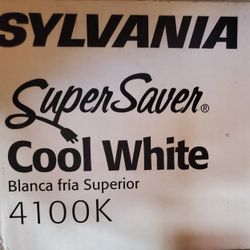 SYLVANIA
SuperSaver®
Cool White
Blanca fría Superior
4100K